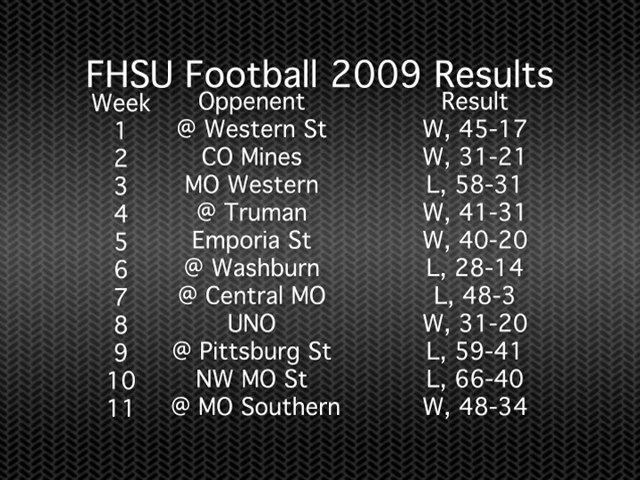 FHSU Football 2009 Results
Week Oppenent Result
1 @ Western St W, 45-17
2 CO Mines W, 31-21
3 MO Western L, 58-31
4 @ Truman W, 41-31
5 Emporia St W, 40-20
6 @ Washburn L, 28-14
7 @ Central MO L, 48-3
8 UNO W, 31-20
9 @ Pittsburg St L, 59-41
10 NW MO St L, 66-40
11 @ MO Southern W, 48-34